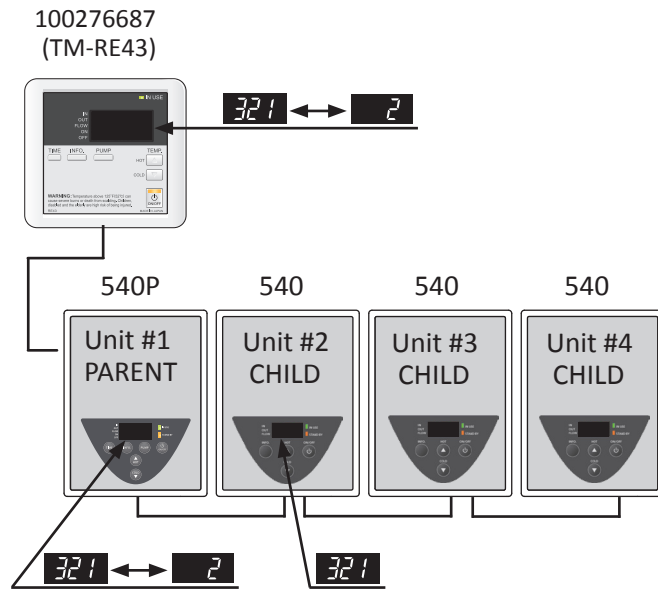 100276687
(TM-RE43)
IN USE
IN
OUT
FLOW
ON
OFF
321 2
TIME INFO. PUMP TEMP.
HOT
COLD
ON/OFF
540P 540 540 540
Unit #1 Unit #2 Unit #3 Unit #4
PARENT CHILD CHILD CHILD
321 2 321